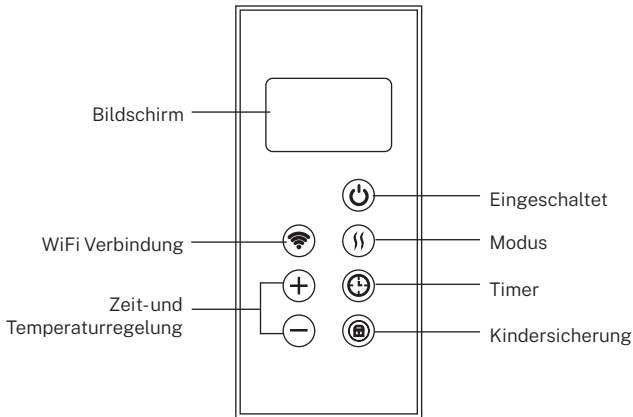 Bildschirm
Eingeschaltet
WiFi Verbindung
Modus
Zeit-und
Temperaturregelung
Timer
Kindersicherung